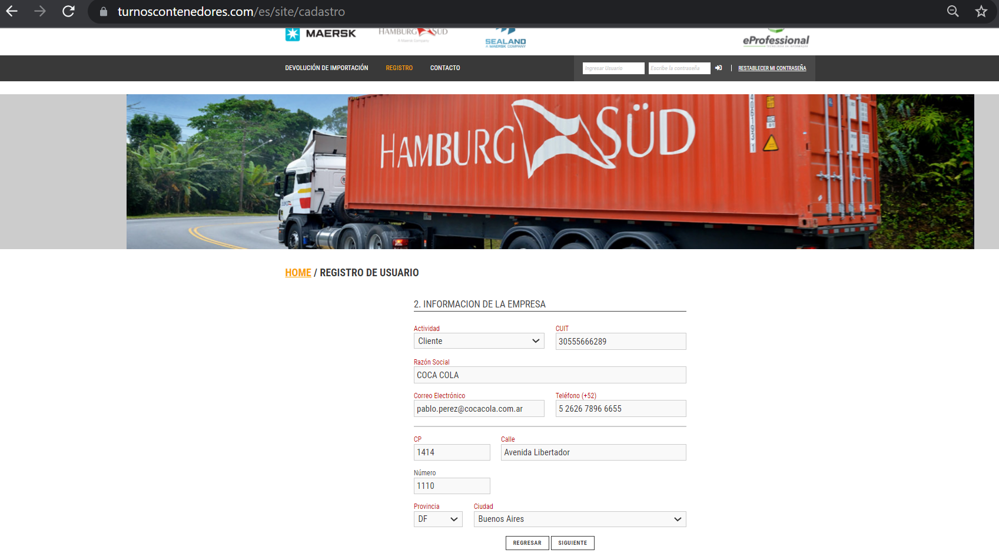 turnoscontenedores.com/es/site/cadastro
MAERSK
HAMBURG SÜD
A Maersk Company
SEALAND
A MAERSK COMPANY
eProfessional
TECNOLOGIA DA INFORMAÇÃO
DEVOLUCIÓN DE IMPORTACIÓN REGISTRO CONTACTO Ingresar Usuario Escribe la contraseña | RESTABLECER MI CONTRASEÑA
HAMBURG SÜD
HOME / REGISTRO DE USUARIO
2. INFORMACION DE LA EMPRESA
Actividad CUIT
Cliente 30555666289
Razón Social
COCA COLA
Correo Electrónico Teléfono (+52)
pablo.perez@cocacola.com.ar 5 2626 7896 6655
CP Calle
1414 Avenida Libertador
Número
1110
Provincia Ciudad
DF Buenos Aires
REGRESAR SIGUIENTE